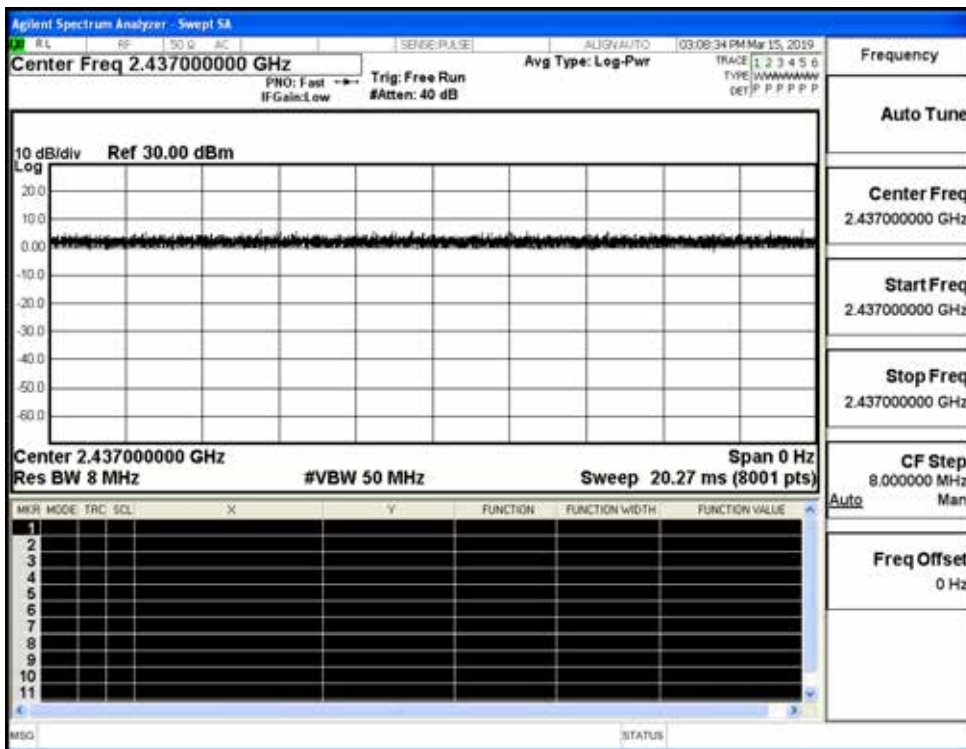 Agilent Spectrum Analyzer - Swept SA
RL RF 50 Ω AC SENSE:PULSE ALIGNAUTO 03:08:34 PM Mar 15, 2019
Center Freq 2.437000000 GHz
PNO: Fast
IFGain:Low
Trig: Free Run
#Atten: 40 dB
Avg Type: Log-Pwr
TRACE 1 2 3 4 5 6
TYPE
DET P P P P P P
10 dB/div Ref 30.00 dBm
Log
20.0
10.0
0.00
-10.0
-20.0
-30.0
-40.0
-50.0
-60.0
Center 2.437000000 GHz Span 0 Hz
Res BW 8 MHz #VBW 50 MHz Sweep 20.27 ms (8001 pts)
MKR MODE TRC SCL X Y FUNCTION FUNCTION WIDTH FUNCTION VALUE
1
2
3
4
5
6
7
8
9
10
11
MSG STATUS
Frequency
Auto Tune
Center Freq
2.437000000 GHz
Start Freq
2.437000000 GHz
Stop Freq
2.437000000 GHz
CF Step
8.000000 MHz
Auto Man
Freq Offset
0 Hz